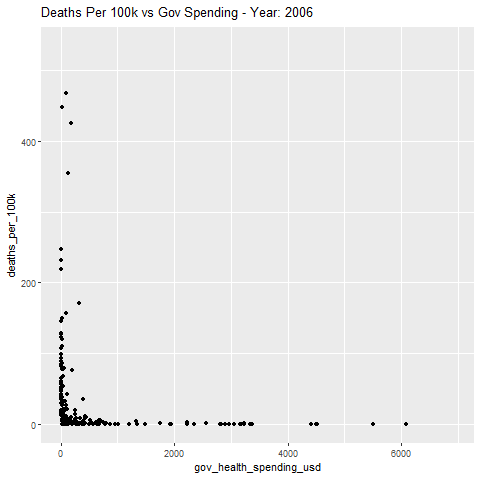 Deaths Per 100k vs Gov Spending - Year: 2006
deaths_per_100k
400
200
0
0 2000 4000 6000
gov_health_spending_usd